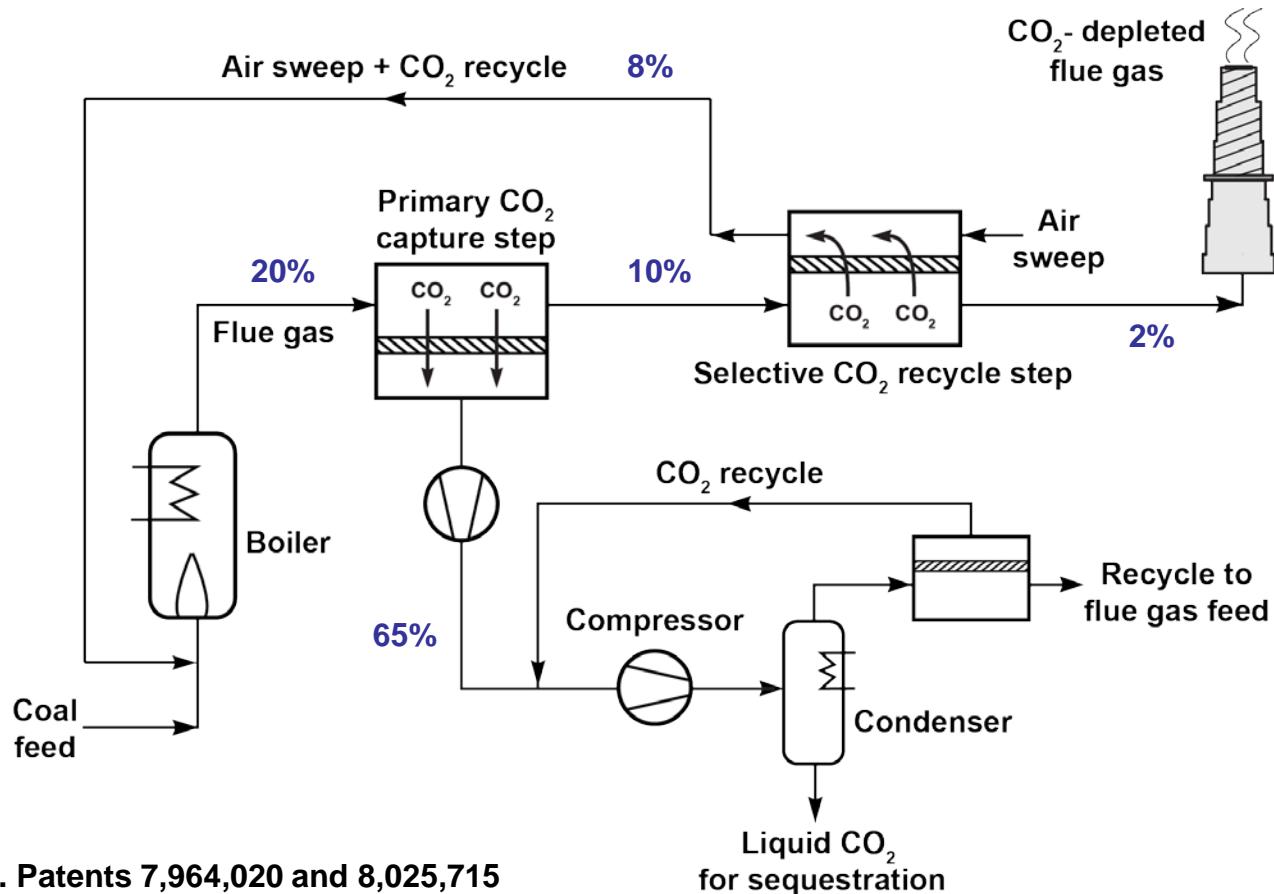 CO2- depleted
flue gas
Air sweep + CO2 recycle 8%
Primary CO2
capture step
Air
sweep
20%
10%
CO2 CO2
CO2 CO2
Flue gas
2%
Selective CO2 recycle step
CO2 recycle
Boiler
Recycle to
flue gas feed
65%
Compressor
Coal
feed
Condenser
Liquid CO2
for sequestration
. Patents 7,964,020 and 8,025,715